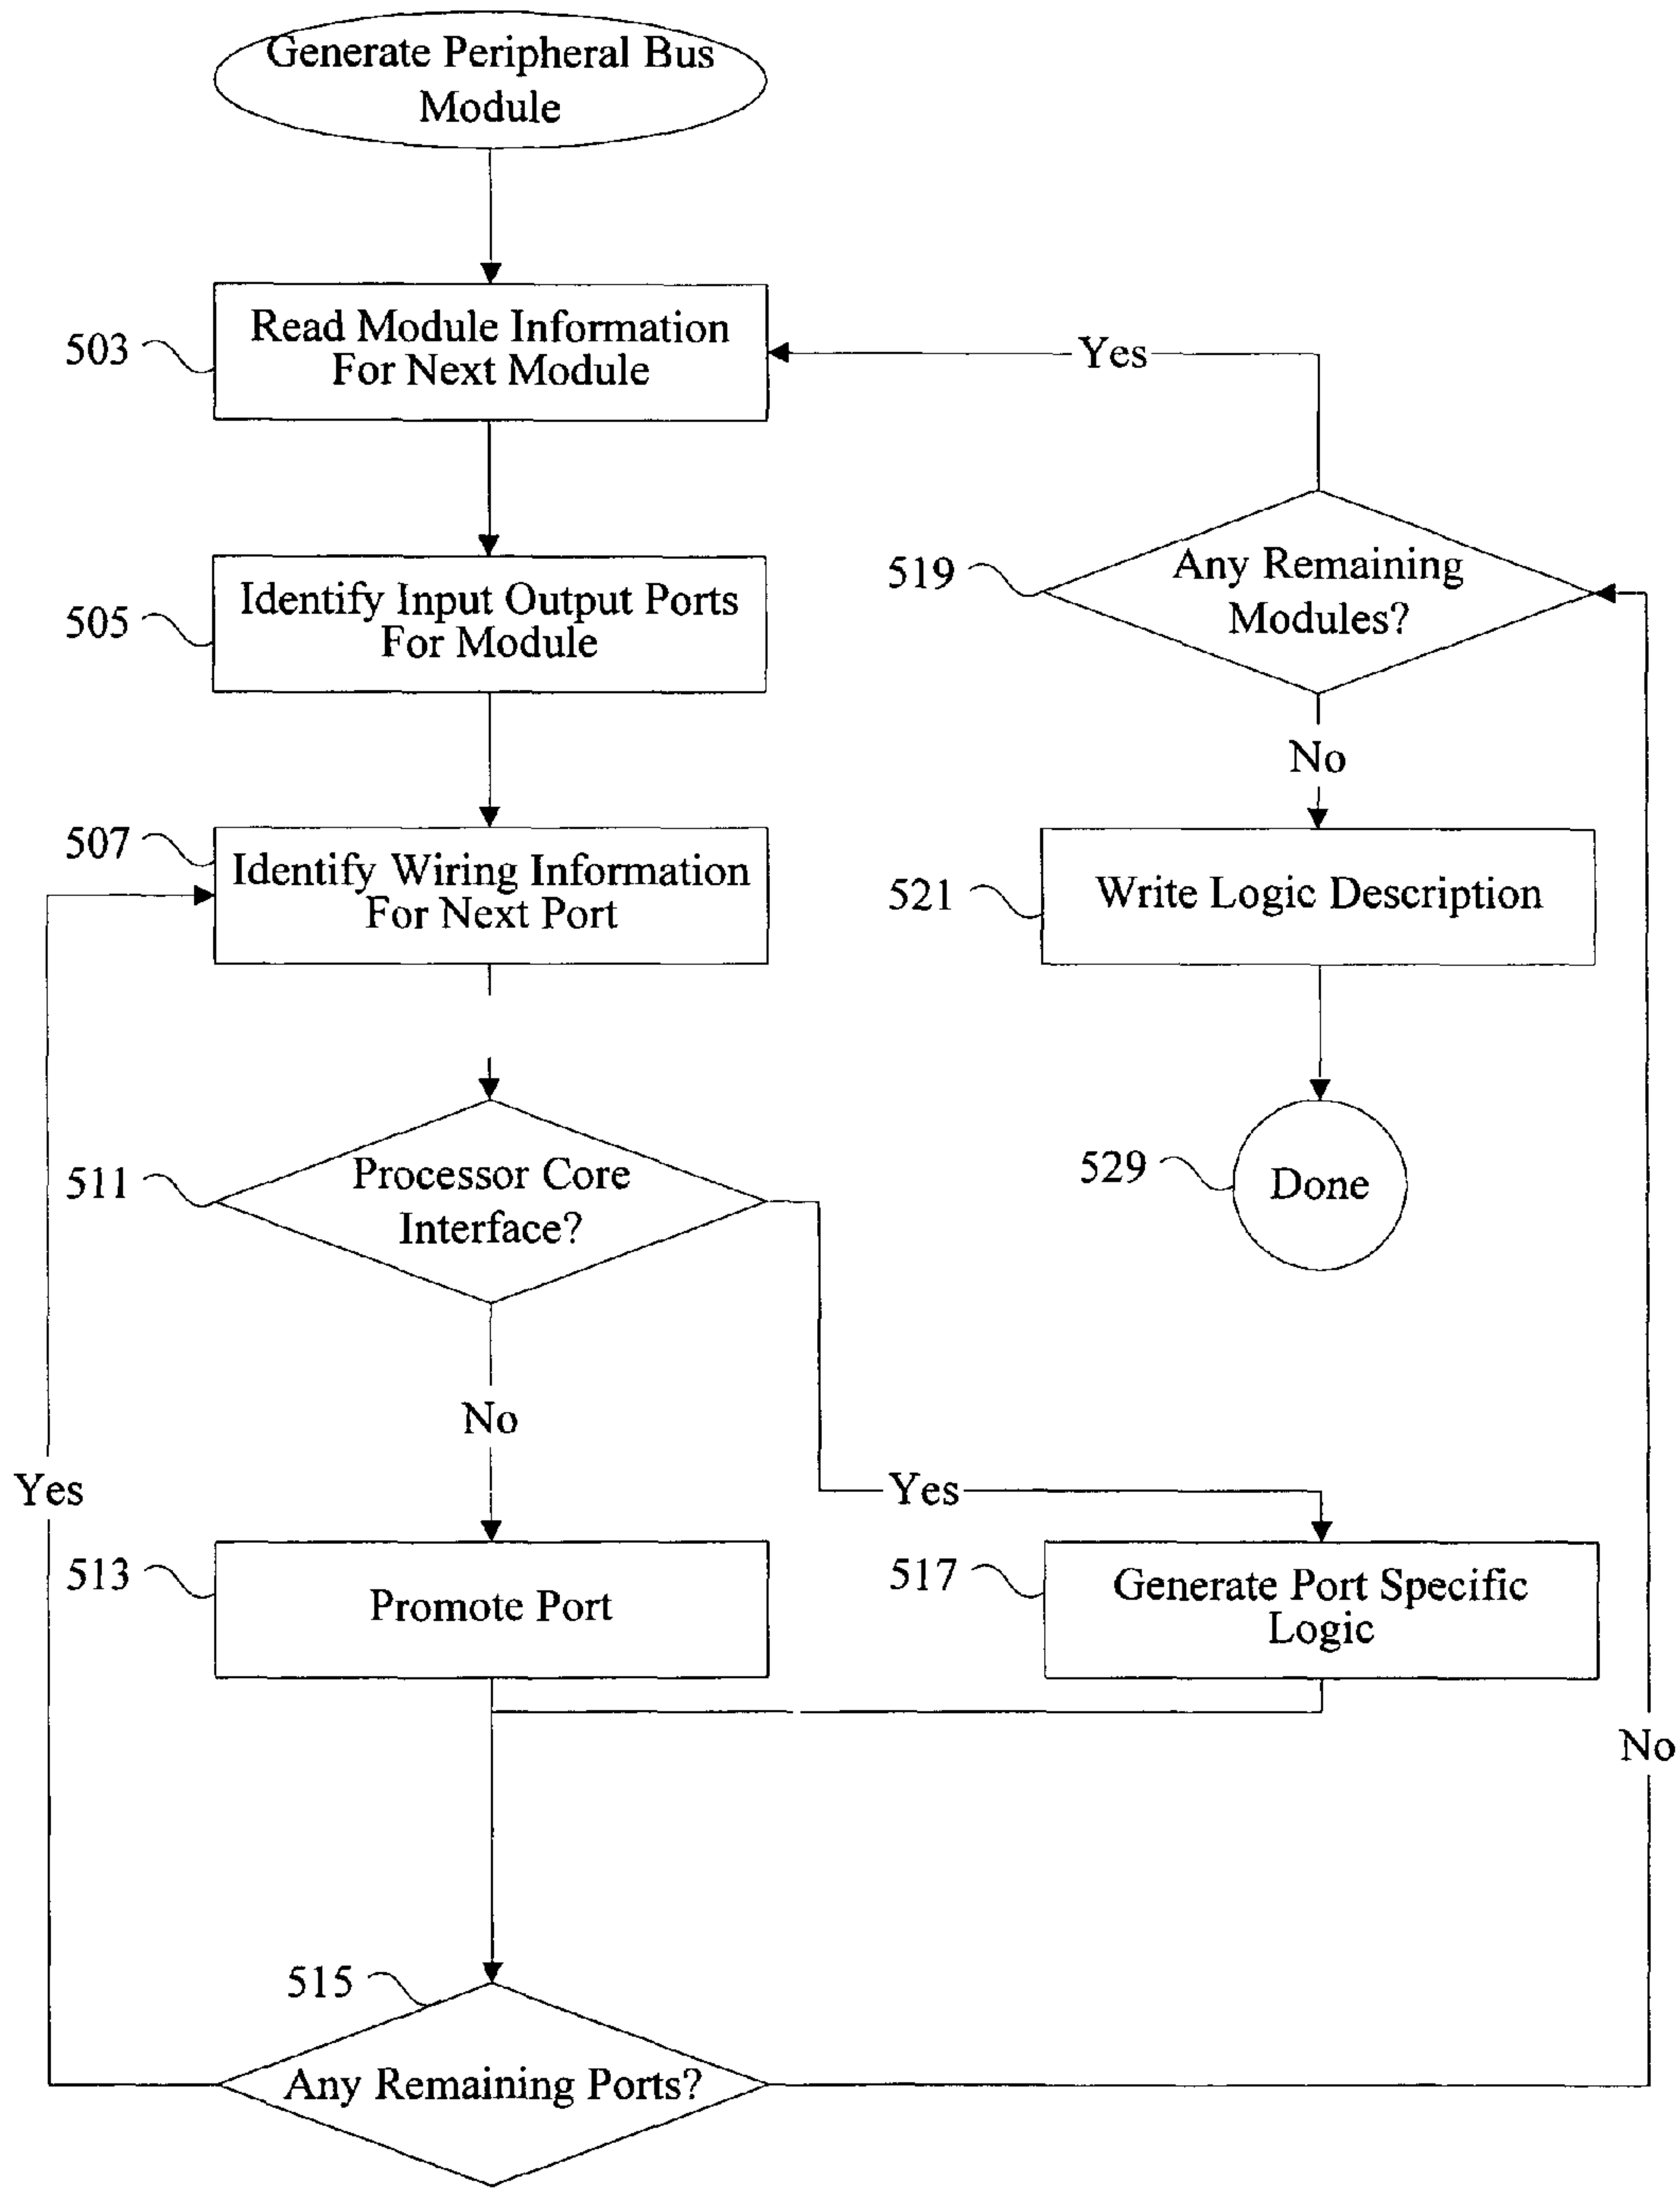 Generate Peripheral Bus
Module
503
Read Module Information
For Next Module
Yes
505
Identify Input Output Ports
For Module
519
Any Remaining
Modules?
No
507
Identify Wiring Information
For Next Port
521
Write Logic Description
511
Processor Core
Interface?
529
Done
No
Yes
Yes
513
Promote Port
517
Generate Port Specific
Logic
No
515
Any Remaining Ports?